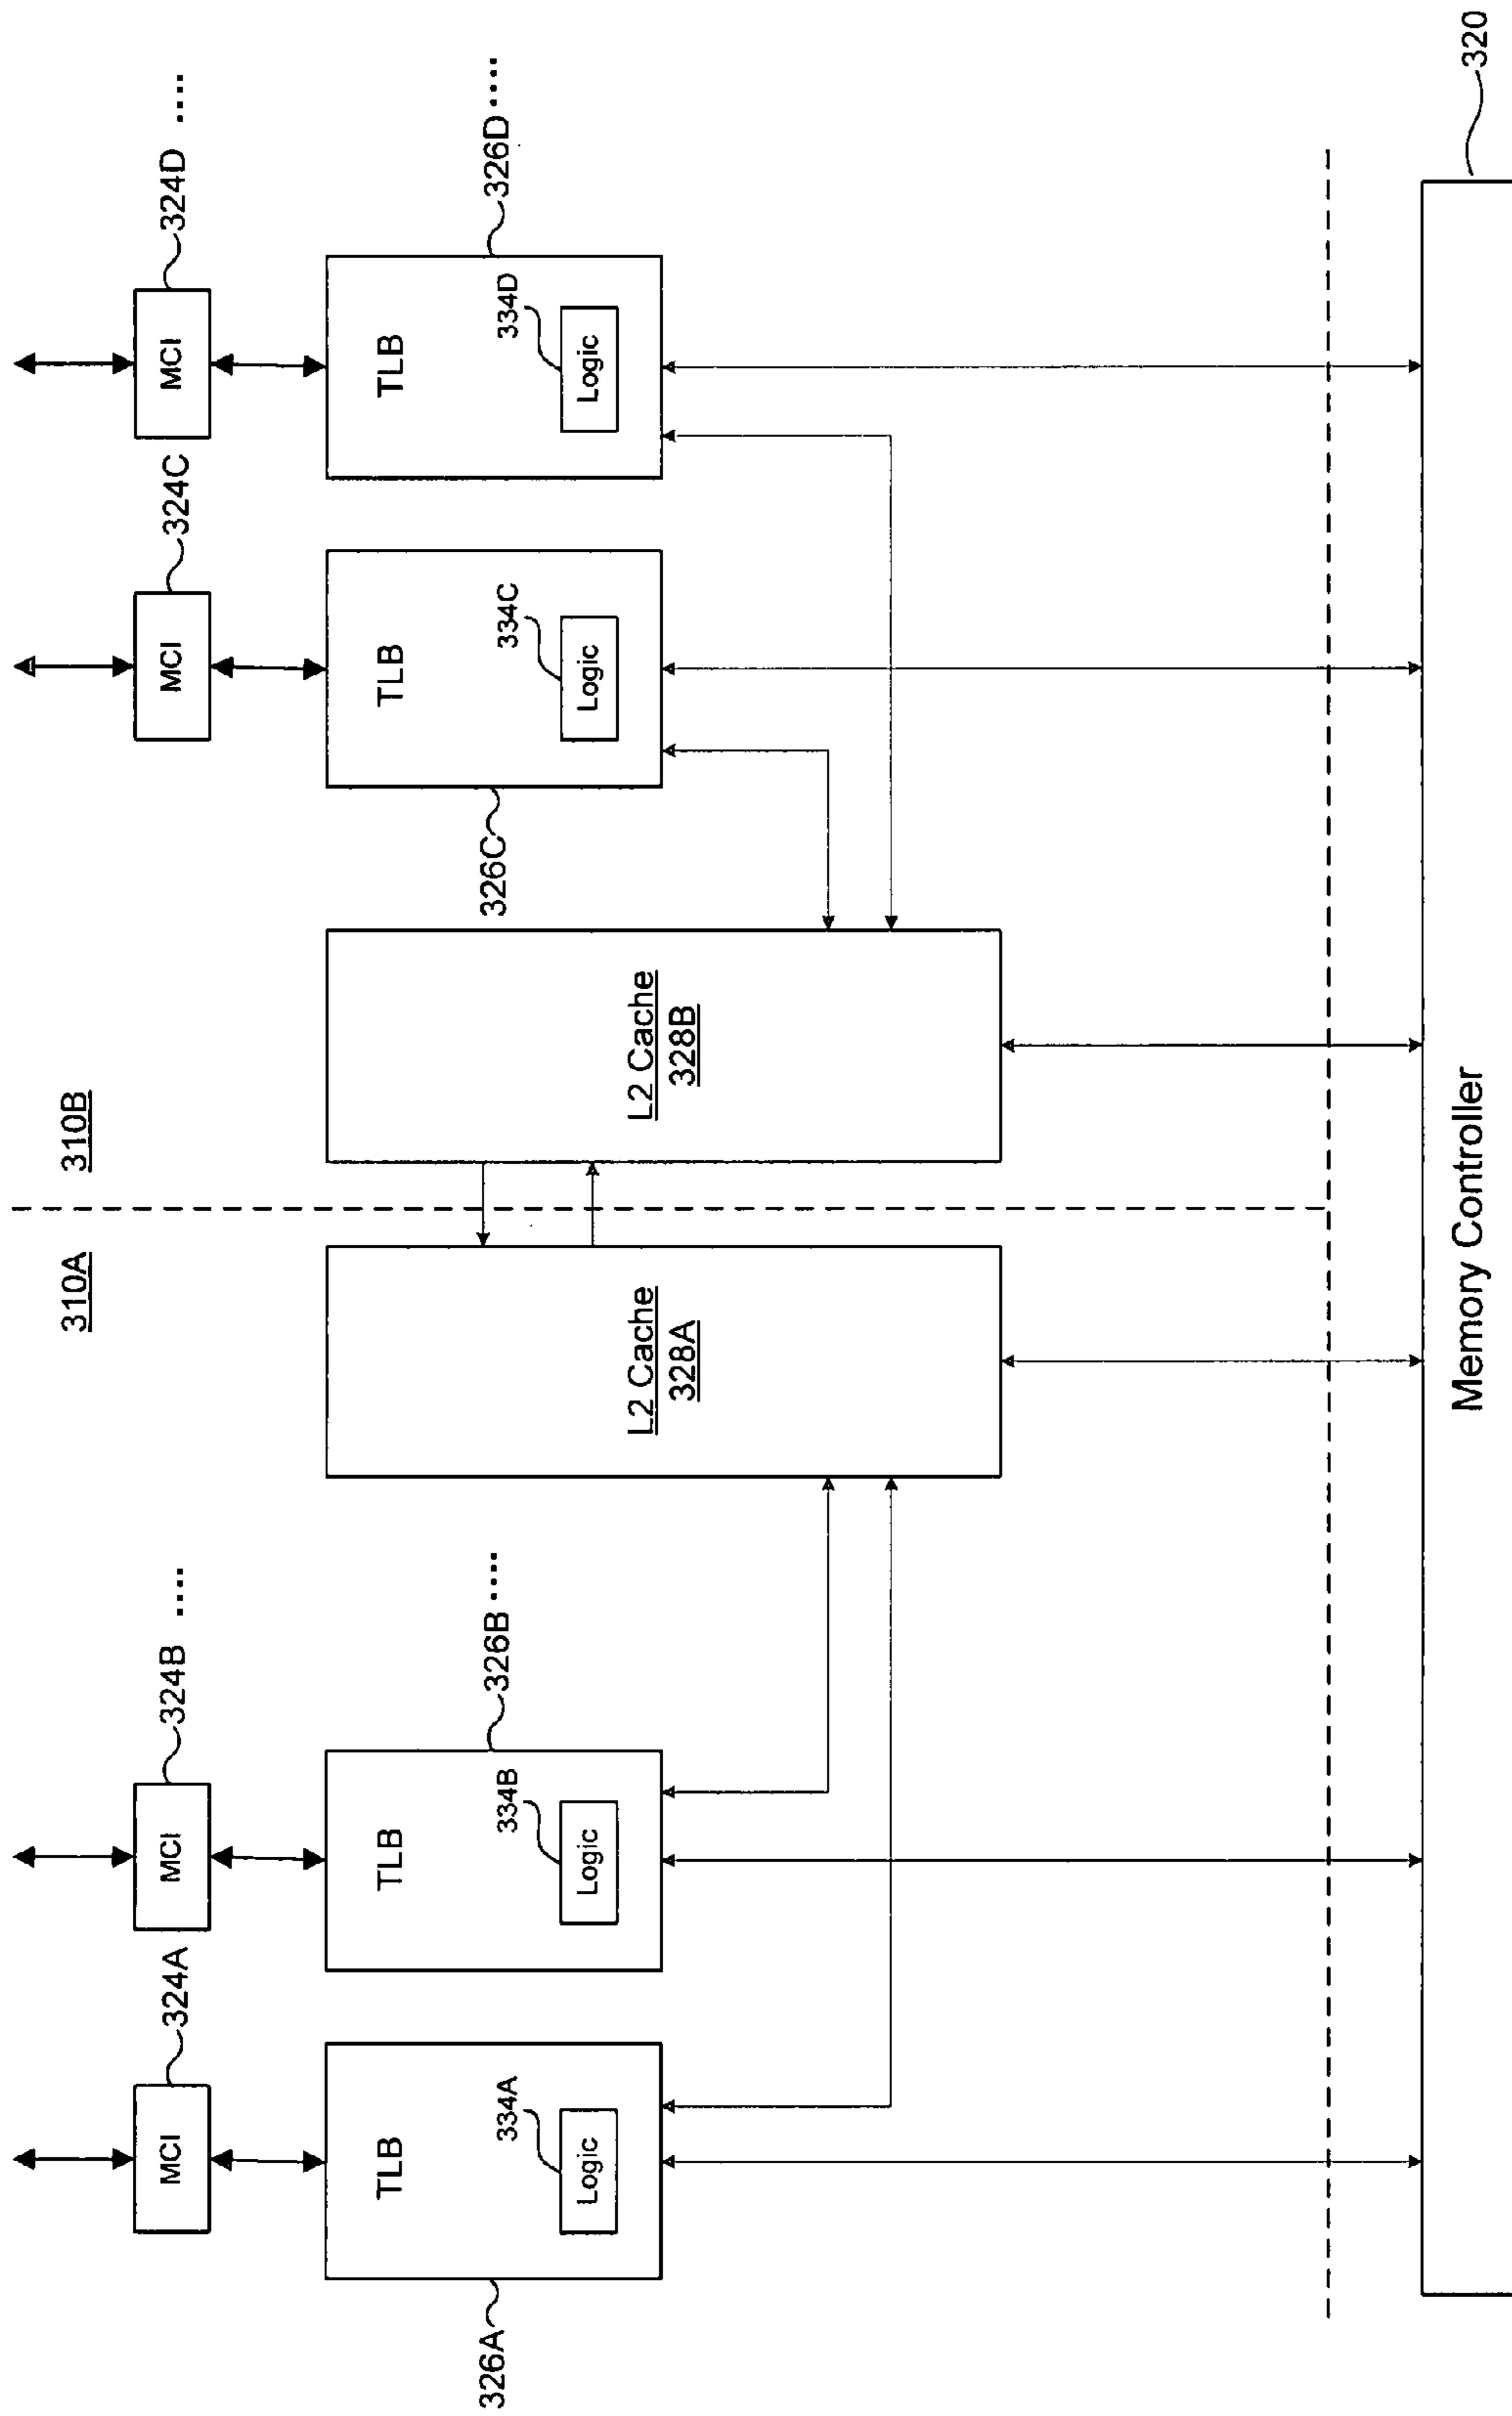 310A
310B
324A
324B ....
324C
324D ....
MCI
MCI
MCI
MCI
TLB
TLB
TLB
TLB
334A
334B
334C
334D
Logic
Logic
Logic
Logic
326A
326B ....
326C
326D ....
L2 Cache
328A
L2 Cache
328B
320
Memory Controller